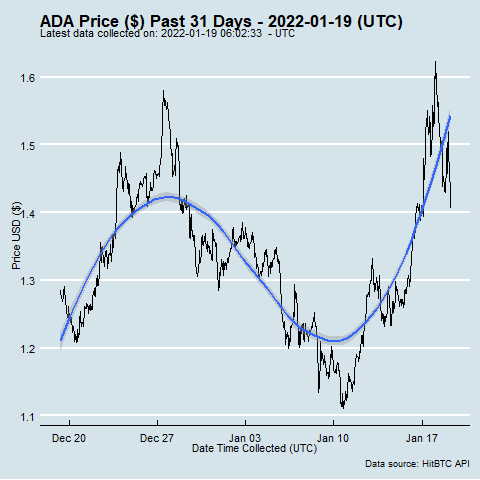 ADA Price ($) Past 31 Days - 2022-01-19 (UTC)
Latest data collected on: 2022-01-19 06:02:33  - UTC
1.6
1.5
1.4
1.3
1.2
1.1
Price USD ($)
Dec 20
Dec 27
Jan 03
Jan 10
Jan 17
Date Time Collected (UTC)
Data source: HitBTC API